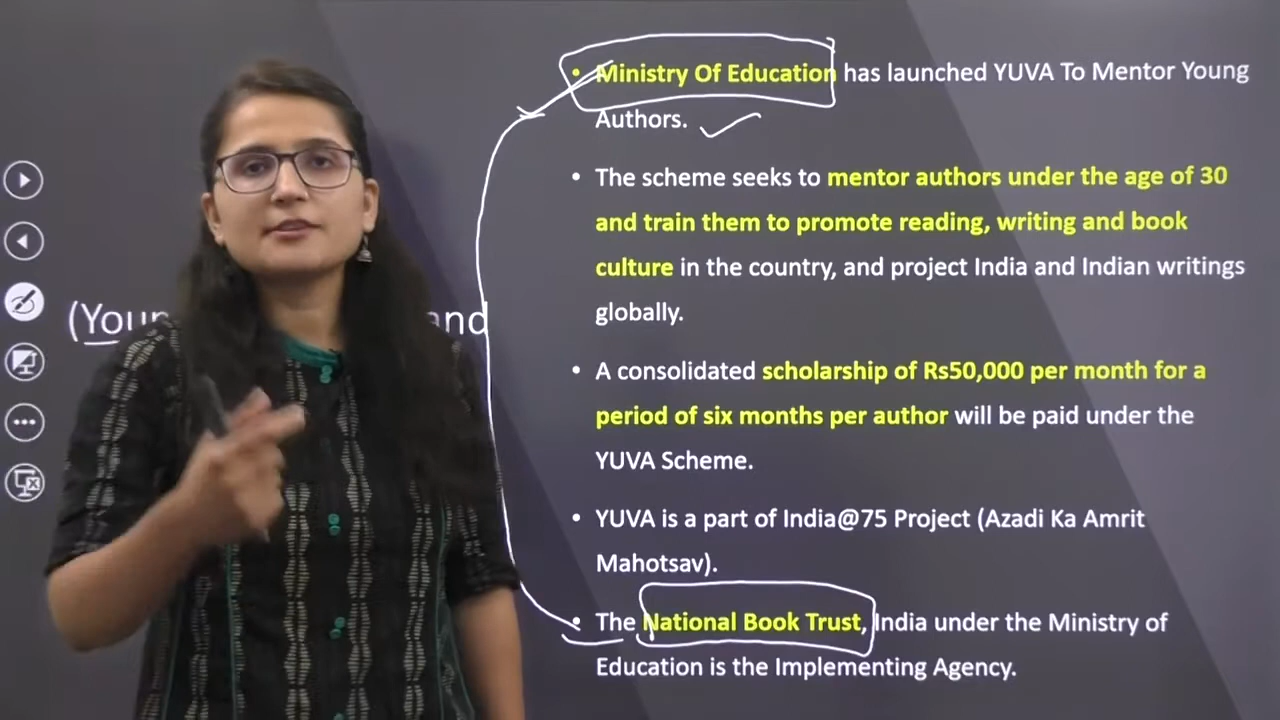 • Ministry Of Education has launched YUVA To Mentor Young
Authors.
• The scheme seeks to mentor authors under the age of 30
and train them to promote reading, writing and book
culture in the country, and project India and Indian writings
globally.
• A consolidated scholarship of Rs50,000 per month for a
period of six months per author will be paid under the
YUVA Scheme.
• YUVA is a part of India@75 Project (Azadi Ka Amrit
Mahotsav).
• The National Book Trust, India under the Ministry of
Education is the Implementing Agency.